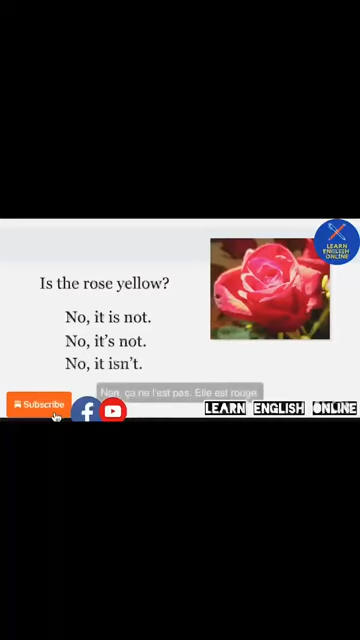 LEARN
ENGLISH
ONLINE
Is the rose yellow?
No, it is not.
No, it's not.
No, it isn't.
Non, ça ne l'est pas. Elle est rouge.
Subscribe
LEARN ENGLISH ONLINE